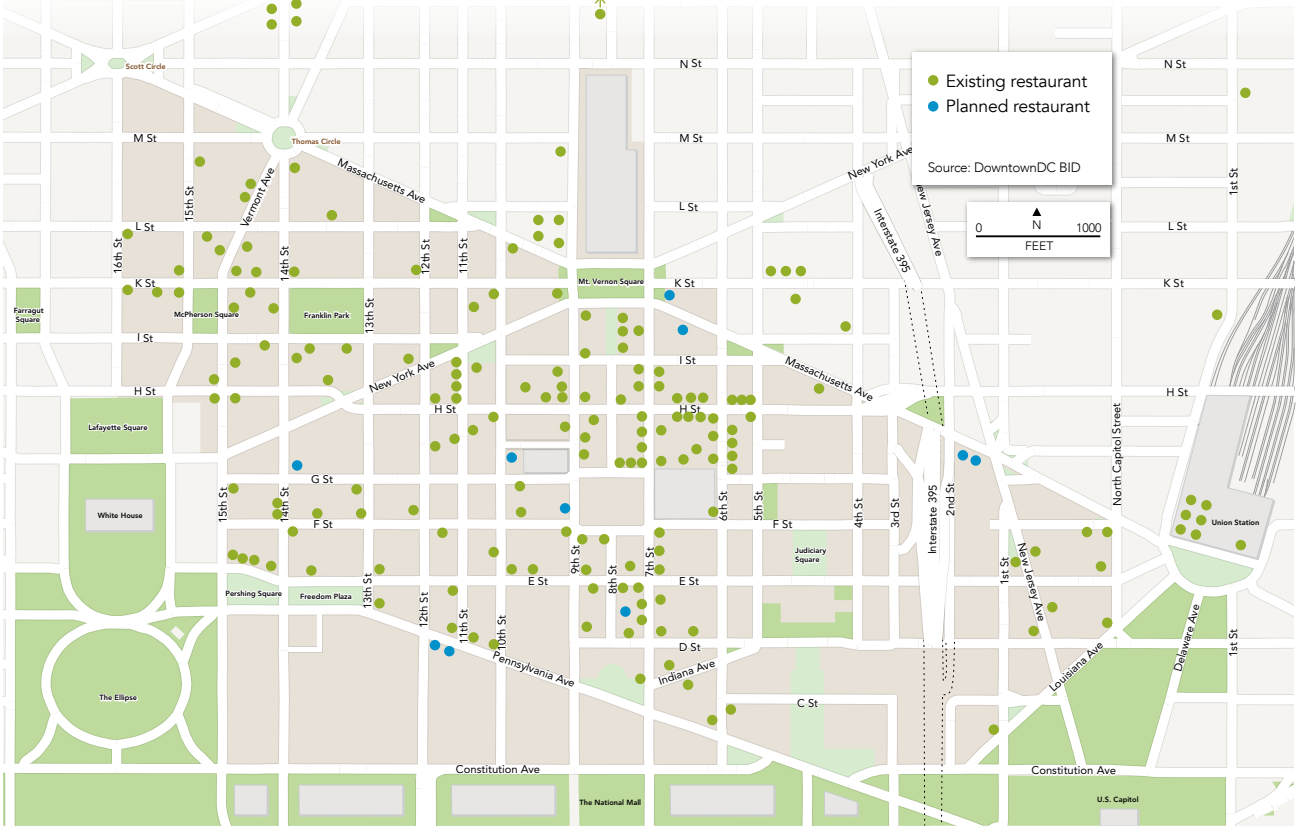 N St
N St
Scott Circle
Existing restaurant
Planned restaurant
Source: DowntownDC BID
M St
Thomas Circle
M St
M St
Massachusetts Ave
New York Ave
15th St
Vermont Ave
1st St
New Jersey Ave
L St
L St
L St
0
N
1000
FEET
Interstate 395
16th St
14th St
12th St
11th St
K St
Mt. Vernon Square
K St
K St
Farragut
Square
McPherson Square
Franklin Park
13th St
I St
I St
New York Ave
Massachusetts Ave
H St
H St
H St
H St
Lafayette Square
North Capitol Street
G St
White House
15th St
14th St
6th St
5th St
4th St
3rd St
Interstate 395
2nd St
Union Station
F St
F St
9th St
8th St
7th St
Judiciary
Square
1st St
New Jersey Ave
E St
E St
Pershing Square
Freedom Plaza
13th St
12th St
11th St
10th St
D St
Pennsylvania Ave
Indiana Ave
Louisiana Ave
Delaware Ave
1st St
The Ellipse
C St
Constitution Ave
Constitution Ave
The National Mall
U.S. Capitol